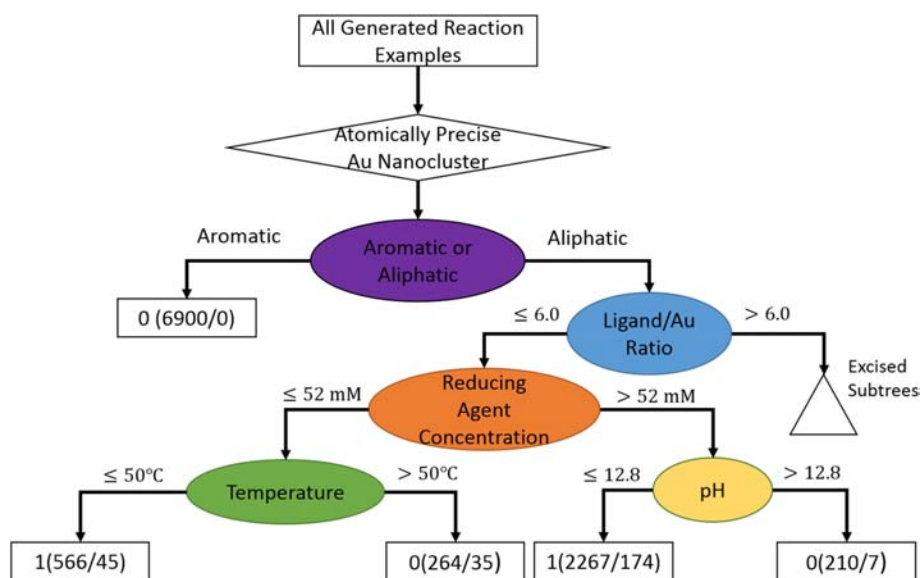 All Generated Reaction
Examples
Atomically Precise
Au Nanocluster
Aromatic
Aromatic or
Aliphatic
Aliphatic
0 (6900/0)
≤ 6.0
Ligand/Au
Ratio
> 6.0
Excised
Subtrees
≤ 52 mM
Reducing
Agent
Concentration
> 52 mM
≤ 50°C
Temperature
> 50°C
≤ 12.8
pH
> 12.8
1(566/45)
0(264/35)
1(2267/174)
0(210/7)